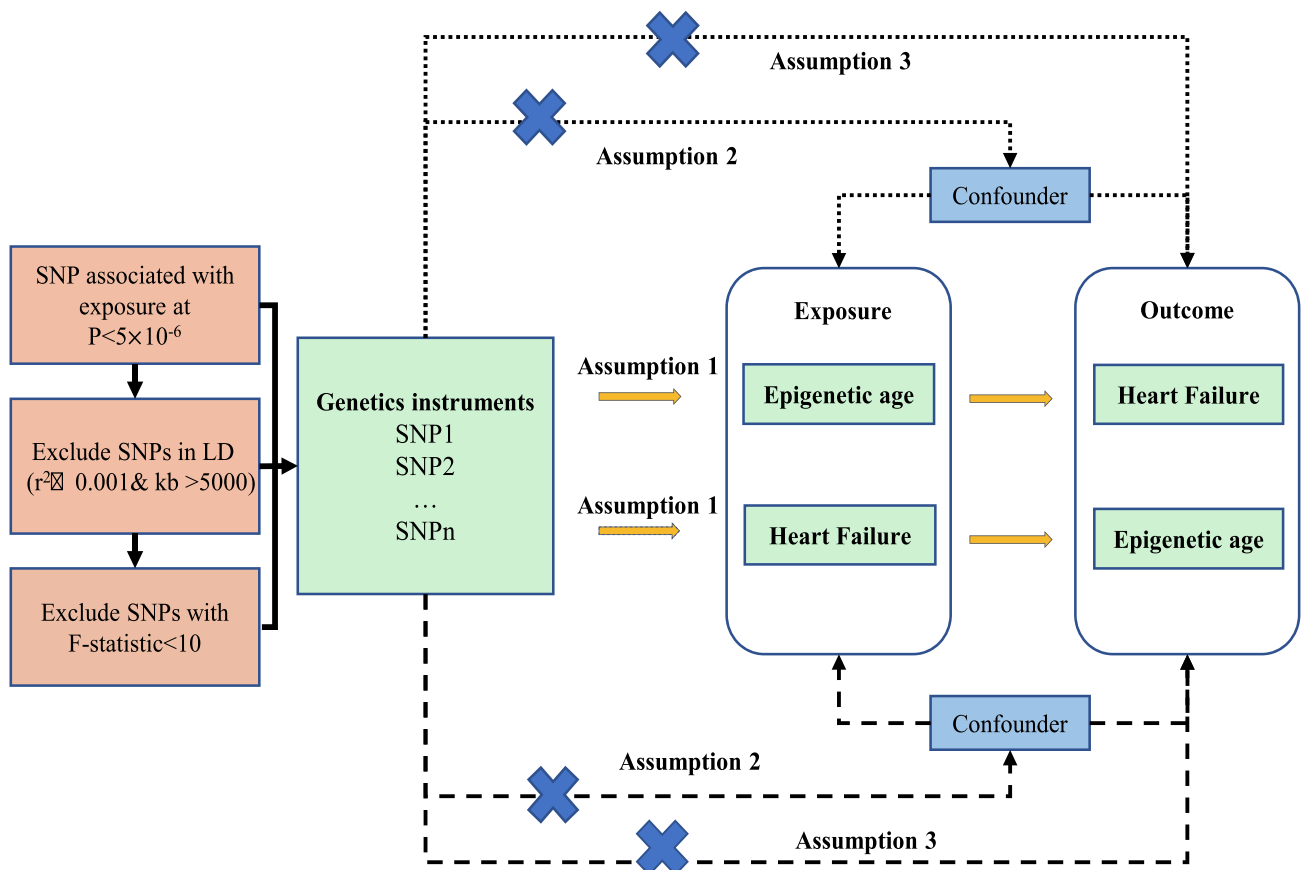 Assumption 3
Assumption 2
Confounder
SNP associated with
exposure at
P<5×10⁻⁶
Exclude SNPs in LD
(r² 0.001& kb >5000)
Exclude SNPs with
F-statistic<10
Genetics instruments
SNP1
SNP2
…
SNPn
Assumption 1
Assumption 1
Exposure
Epigenetic age
Heart Failure
Outcome
Heart Failure
Epigenetic age
Confounder
Assumption 2
Assumption 3